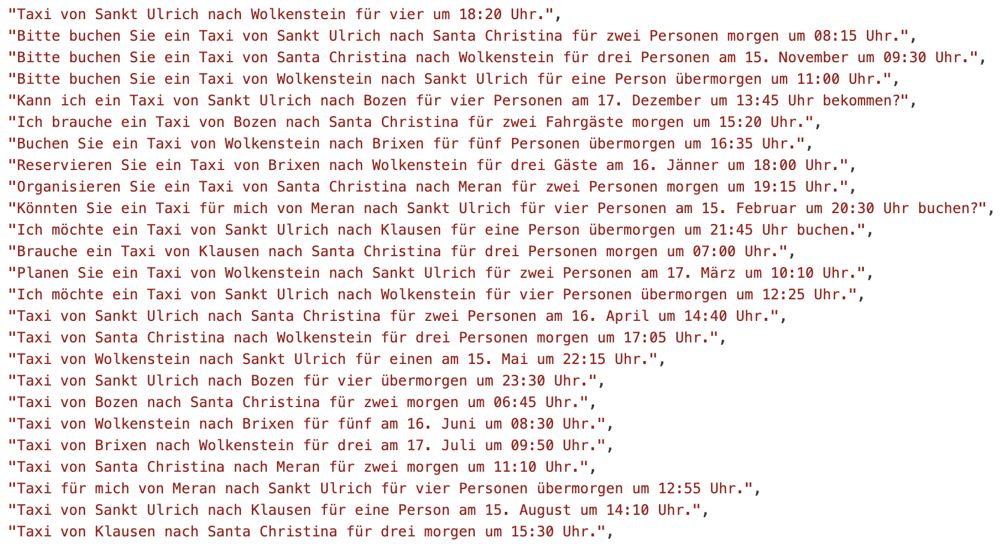 "Taxi von Sankt Ulrich nach Wolkenstein für vier um 18:20 Uhr.",
"Bitte buchen Sie ein Taxi von Sankt Ulrich nach Santa Christina für zwei Personen morgen um 08:15 Uhr.",
"Bitte buchen Sie ein Taxi von Santa Christina nach Wolkenstein für drei Personen am 15. November um 09:30 Uhr.",
"Bitte buchen Sie ein Taxi von Wolkenstein nach Sankt Ulrich für eine Person übermorgen um 11:00 Uhr.",
"Kann ich ein Taxi von Sankt Ulrich nach Bozen für vier Personen am 17. Dezember um 13:45 Uhr bekommen?",
"Ich brauche ein Taxi von Bozen nach Santa Christina für zwei Fahrgäste morgen um 15:20 Uhr.",
"Buchen Sie ein Taxi von Wolkenstein nach Brixen für fünf Personen übermorgen um 16:35 Uhr.",
"Reservieren Sie ein Taxi von Brixen nach Wolkenstein für drei Gäste am 16. Jänner um 18:00 Uhr.",
"Organisieren Sie ein Taxi von Santa Christina nach Meran für zwei Personen morgen um 19:15 Uhr.",
"Könnten Sie ein Taxi für mich von Meran nach Sankt Ulrich für vier Personen am 15. Februar um 20:30 Uhr buchen?",
"Ich möchte ein Taxi von Sankt Ulrich nach Klausen für eine Person übermorgen um 21:45 Uhr buchen.",
"Brauche ein Taxi von Klausen nach Santa Christina für drei Personen morgen um 07:00 Uhr.",
"Planen Sie ein Taxi von Wolkenstein nach Sankt Ulrich für zwei Personen am 17. März um 10:10 Uhr.",
"Ich möchte ein Taxi von Sankt Ulrich nach Wolkenstein für vier Personen übermorgen um 12:25 Uhr.",
"Taxi von Sankt Ulrich nach Santa Christina für zwei Personen am 16. April um 14:40 Uhr.",
"Taxi von Santa Christina nach Wolkenstein für drei Personen morgen um 17:05 Uhr.",
"Taxi von Wolkenstein nach Sankt Ulrich für einen am 15. Mai um 22:15 Uhr.",
"Taxi von Sankt Ulrich nach Bozen für vier übermorgen um 23:30 Uhr.",
"Taxi von Bozen nach Santa Christina für zwei morgen um 06:45 Uhr.",
"Taxi von Wolkenstein nach Brixen für fünf am 16. Juni um 08:30 Uhr.",
"Taxi von Brixen nach Wolkenstein für drei am 17. Juli um 09:50 Uhr.",
"Taxi von Santa Christina nach Meran für zwei morgen um 11:10 Uhr.",
"Taxi für mich von Meran nach Sankt Ulrich für vier Personen übermorgen um 12:55 Uhr.",
"Taxi von Sankt Ulrich nach Klausen für eine Person am 15. August um 14:10 Uhr.",
"Taxi von Klausen nach Santa Christina für drei morgen um 15:30 Uhr.",